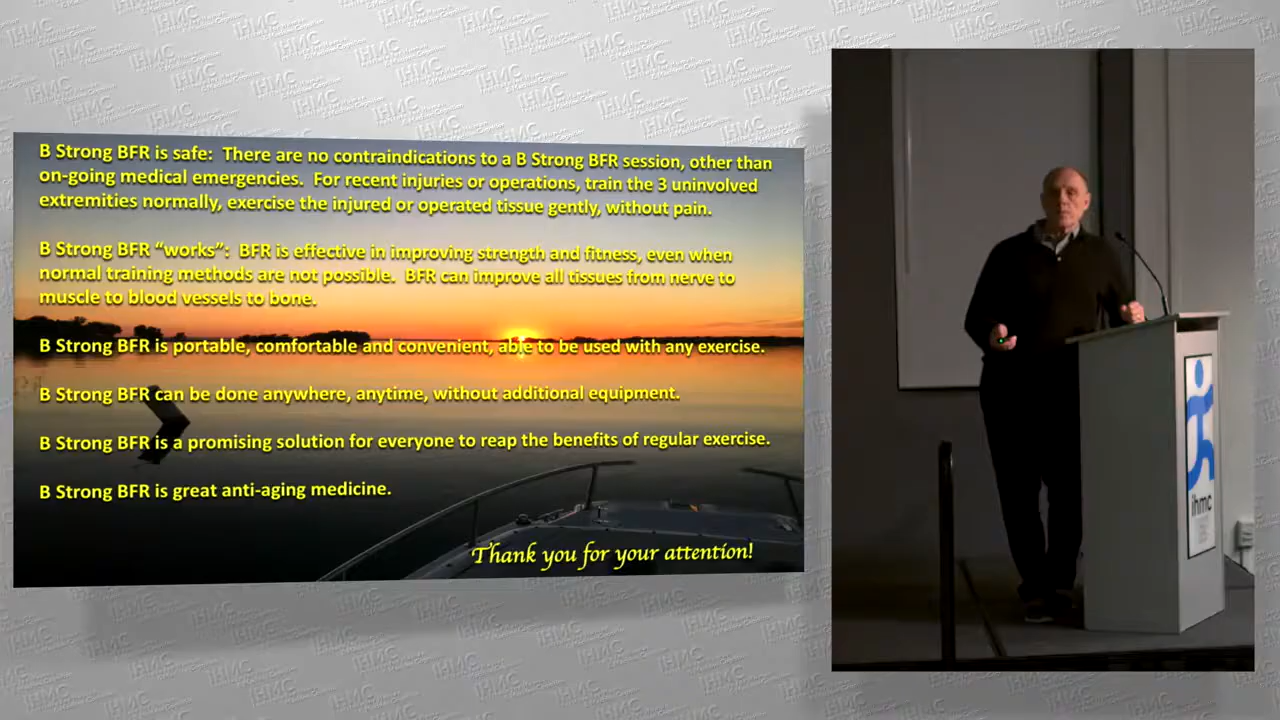 B Strong BFR is safe: There are no contraindications to a B Strong BFR session, other than
on-going medical emergencies. For recent injuries or operations, train the 3 uninvolved
extremities normally, exercise the injured or operated tissue gently, without pain.
B Strong BFR “works”: BFR is effective in improving strength and fitness, even when
normal training methods are not possible. BFR can improve all tissues from nerve to
muscle to blood vessels to bone.
B Strong BFR is portable, comfortable and convenient, able to be used with any exercise.
B Strong BFR can be done anywhere, anytime, without additional equipment.
B Strong BFR is a promising solution for everyone to reap the benefits of regular exercise.
B Strong BFR is great anti-aging medicine.
Thank you for your attention!
ihmc